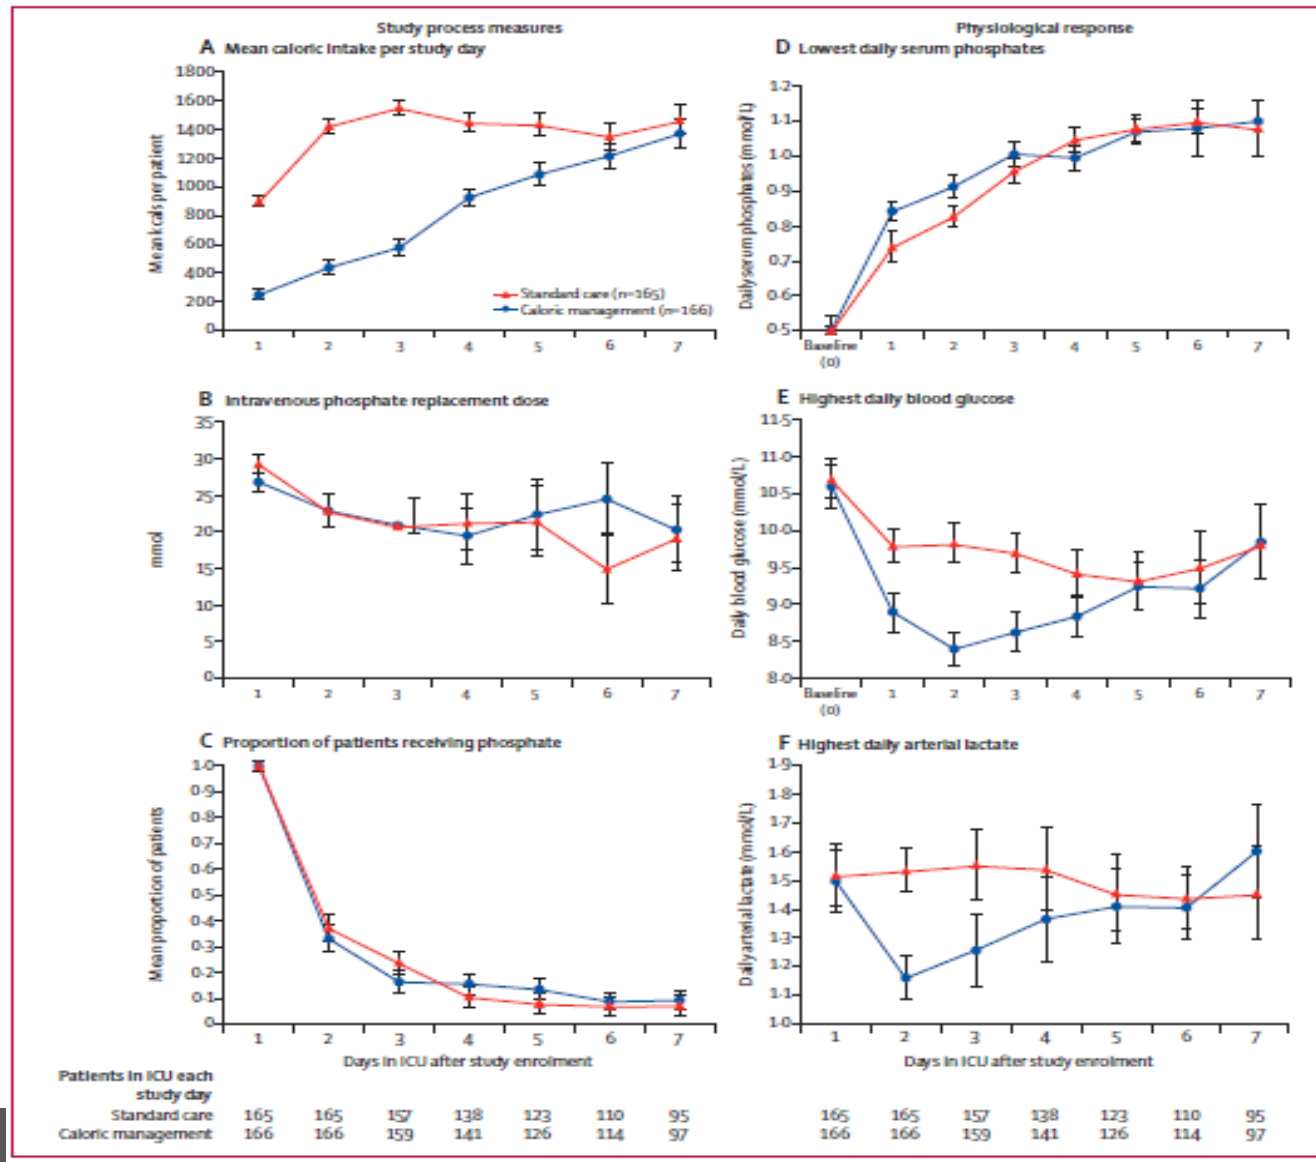 Study process measures
A Mean caloric intake per study day
Mean kcals per patient
1800
1600
1400
1200
1000
800
600
400
200
0
Standard care (n=165)
Caloric management (n=166)
1 2 3 4 5 6 7
B Intravenous phosphate replacement dose
mmol
35
30
25
20
15
10
5
0
1 2 3 4 5 6 7
C Proportion of patients receiving phosphate
Mean proportion of patients
1·0
0·9
0·8
0·7
0·6
0·5
0·4
0·3
0·2
0·1
0
1 2 3 4 5 6 7
Days in ICU after study enrolment
Physiological response
D Lowest daily serum phosphates
Daily serum phosphates (mmol/L)
1·2
1·1
1·0
0·9
0·8
0·7
0·6
0·5
Baseline 1 2 3 4 5 6 7
(0)
E Highest daily blood glucose
Daily blood glucose (mmol/L)
11·5
11·0
10·5
10·0
9·5
9·0
8·5
8·0
Baseline 1 2 3 4 5 6 7
(0)
F Highest daily arterial lactate
Daily arterial lactate (mmol/L)
1·9
1·8
1·7
1·6
1·5
1·4
1·3
1·2
1·1
1·0
1 2 3 4 5 6 7
Days in ICU after study enrolment
Patients in ICU each
study day
Standard care 165 165 157 138 123 110 95 165 165 157 138 123 110 95
Caloric management 166 166 159 141 126 114 97 166 166 159 141 126 114 97